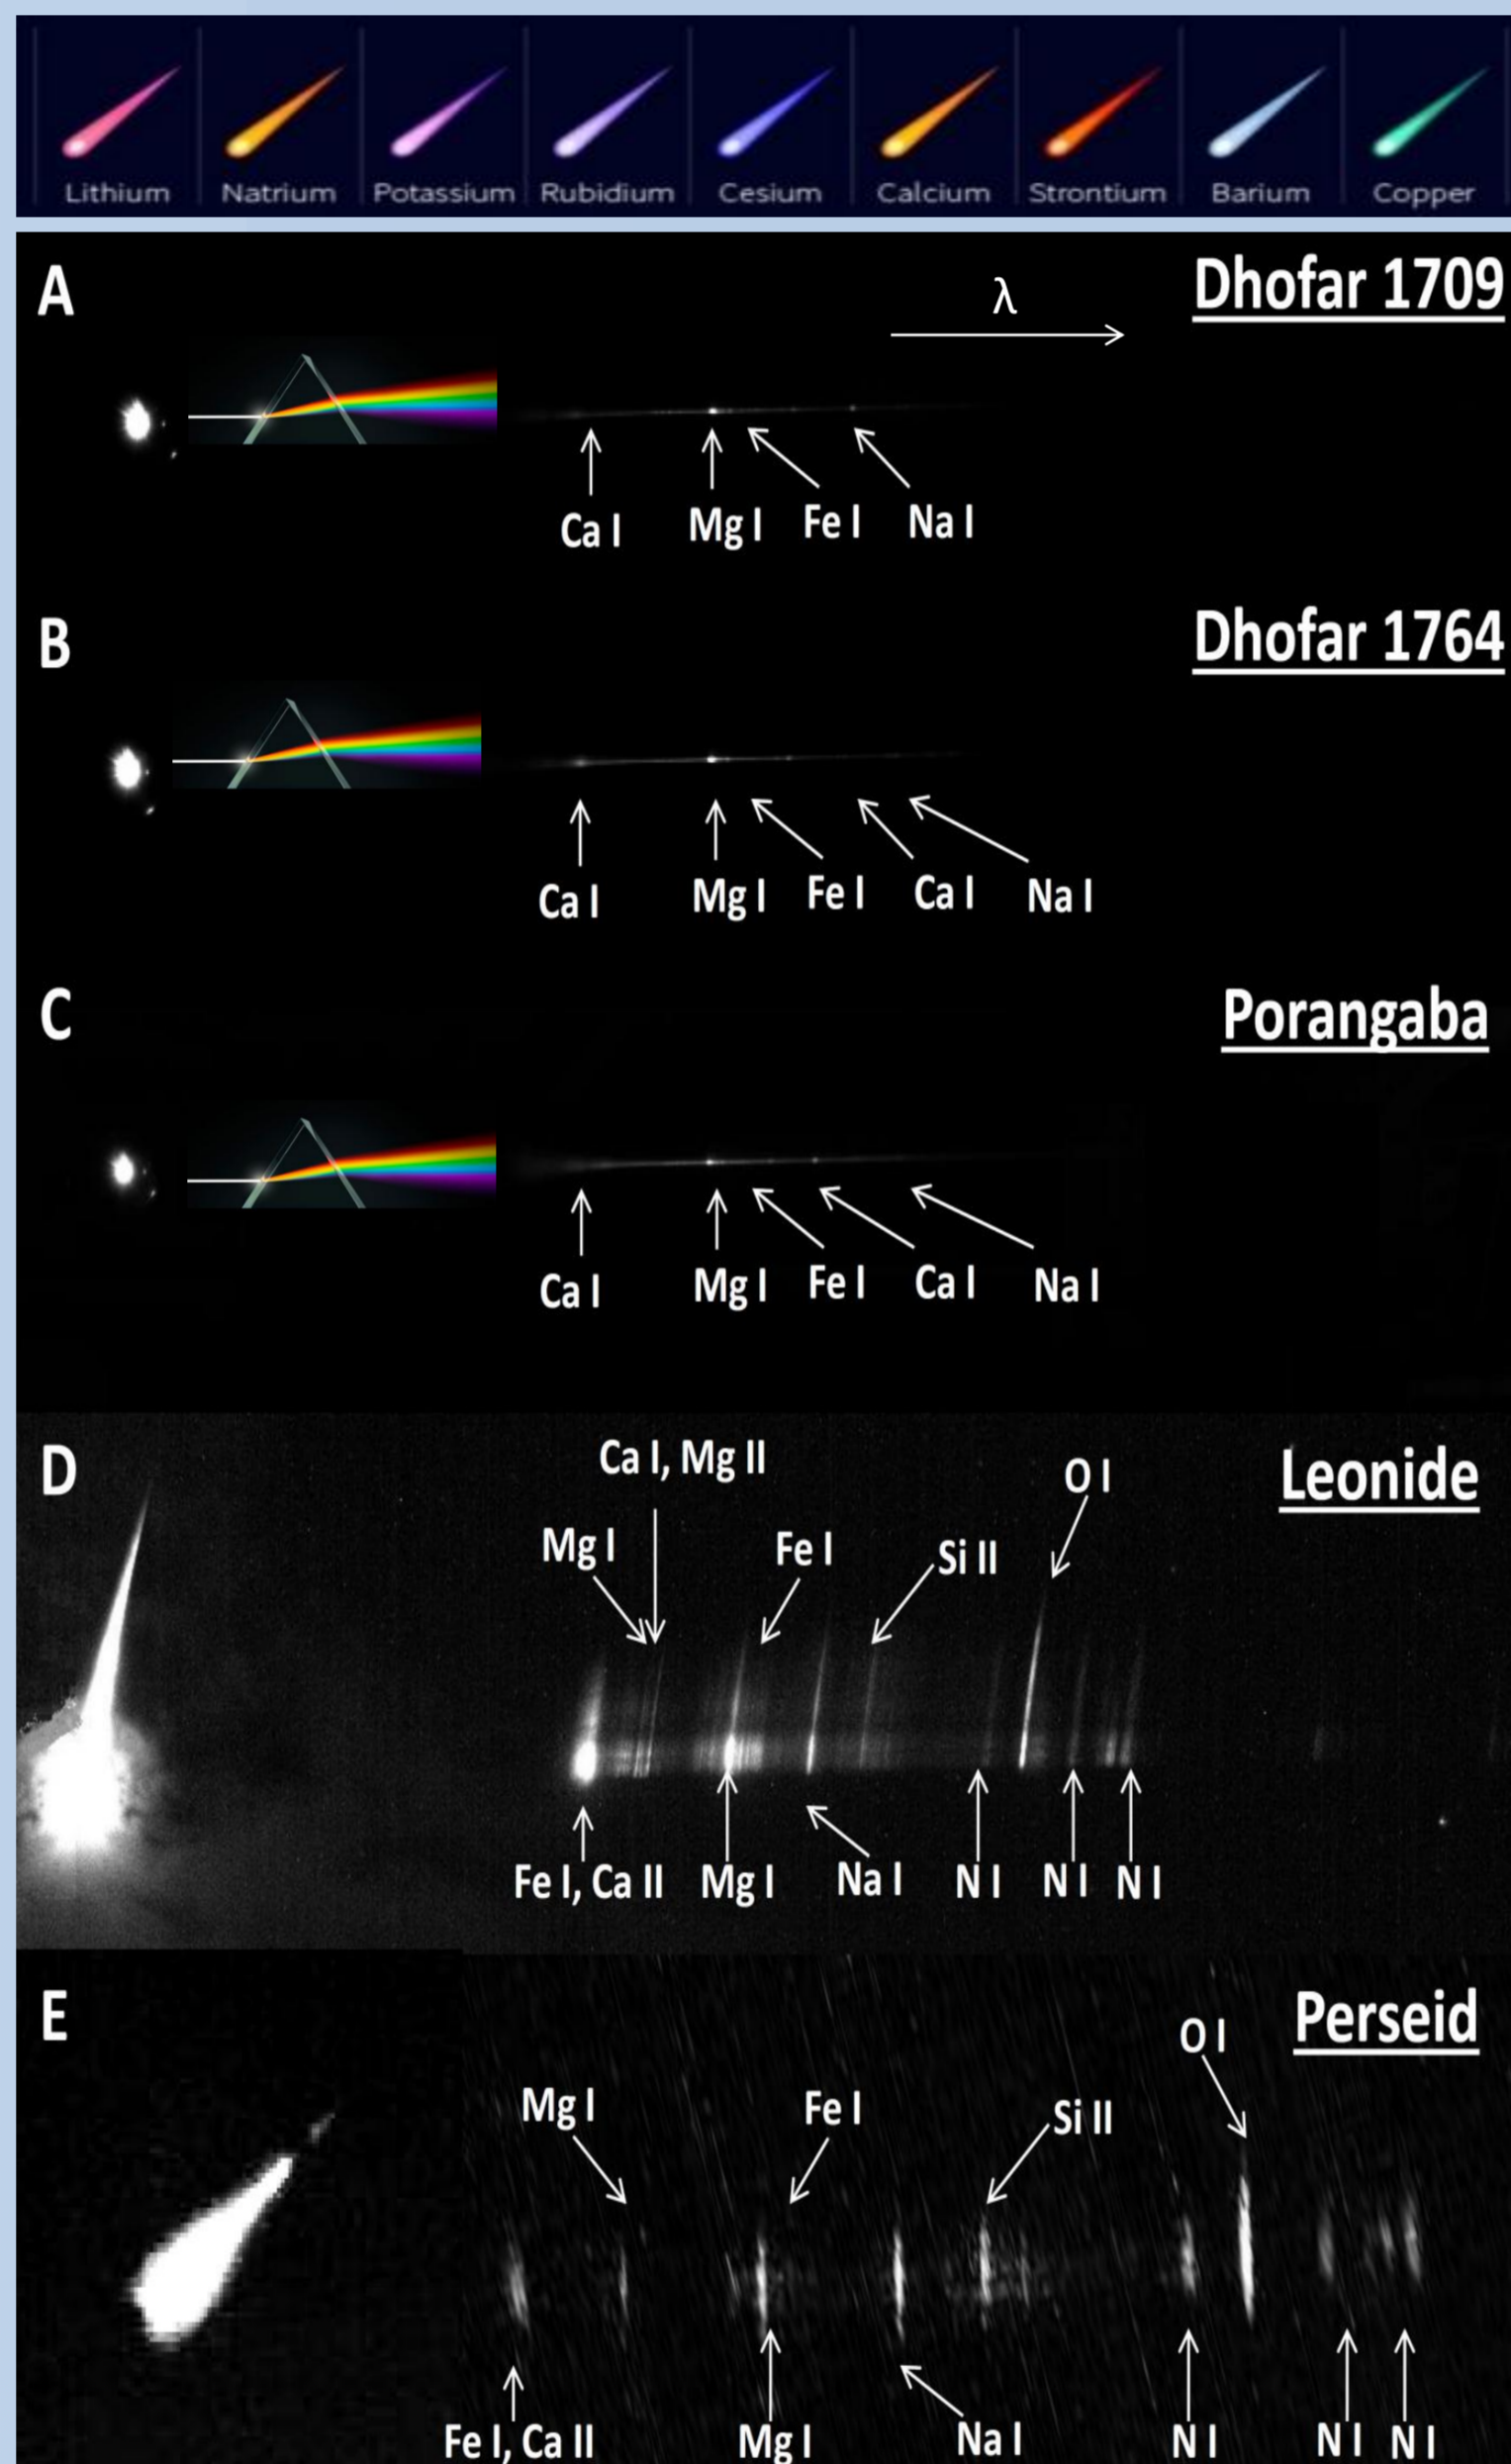 Lithium Natrium Potassium Rubidium Cesium Calcium Strontium Barium Copper
A
λ
Dhofar 1709
Ca I Mg I Fe I Na I
B
Dhofar 1764
Ca I Mg I Fe I Ca I Na I
C
Porangaba
Ca I Mg I Fe I Ca I Na I
D
Ca I, Mg II
Leonide
O I
Mg I Fe I Si II
Fe I, Ca II Mg I Na I N I N I N I
E
Perseid
O I
Mg I Fe I Si II
Fe I, Ca II Mg I Na I N I N I N I